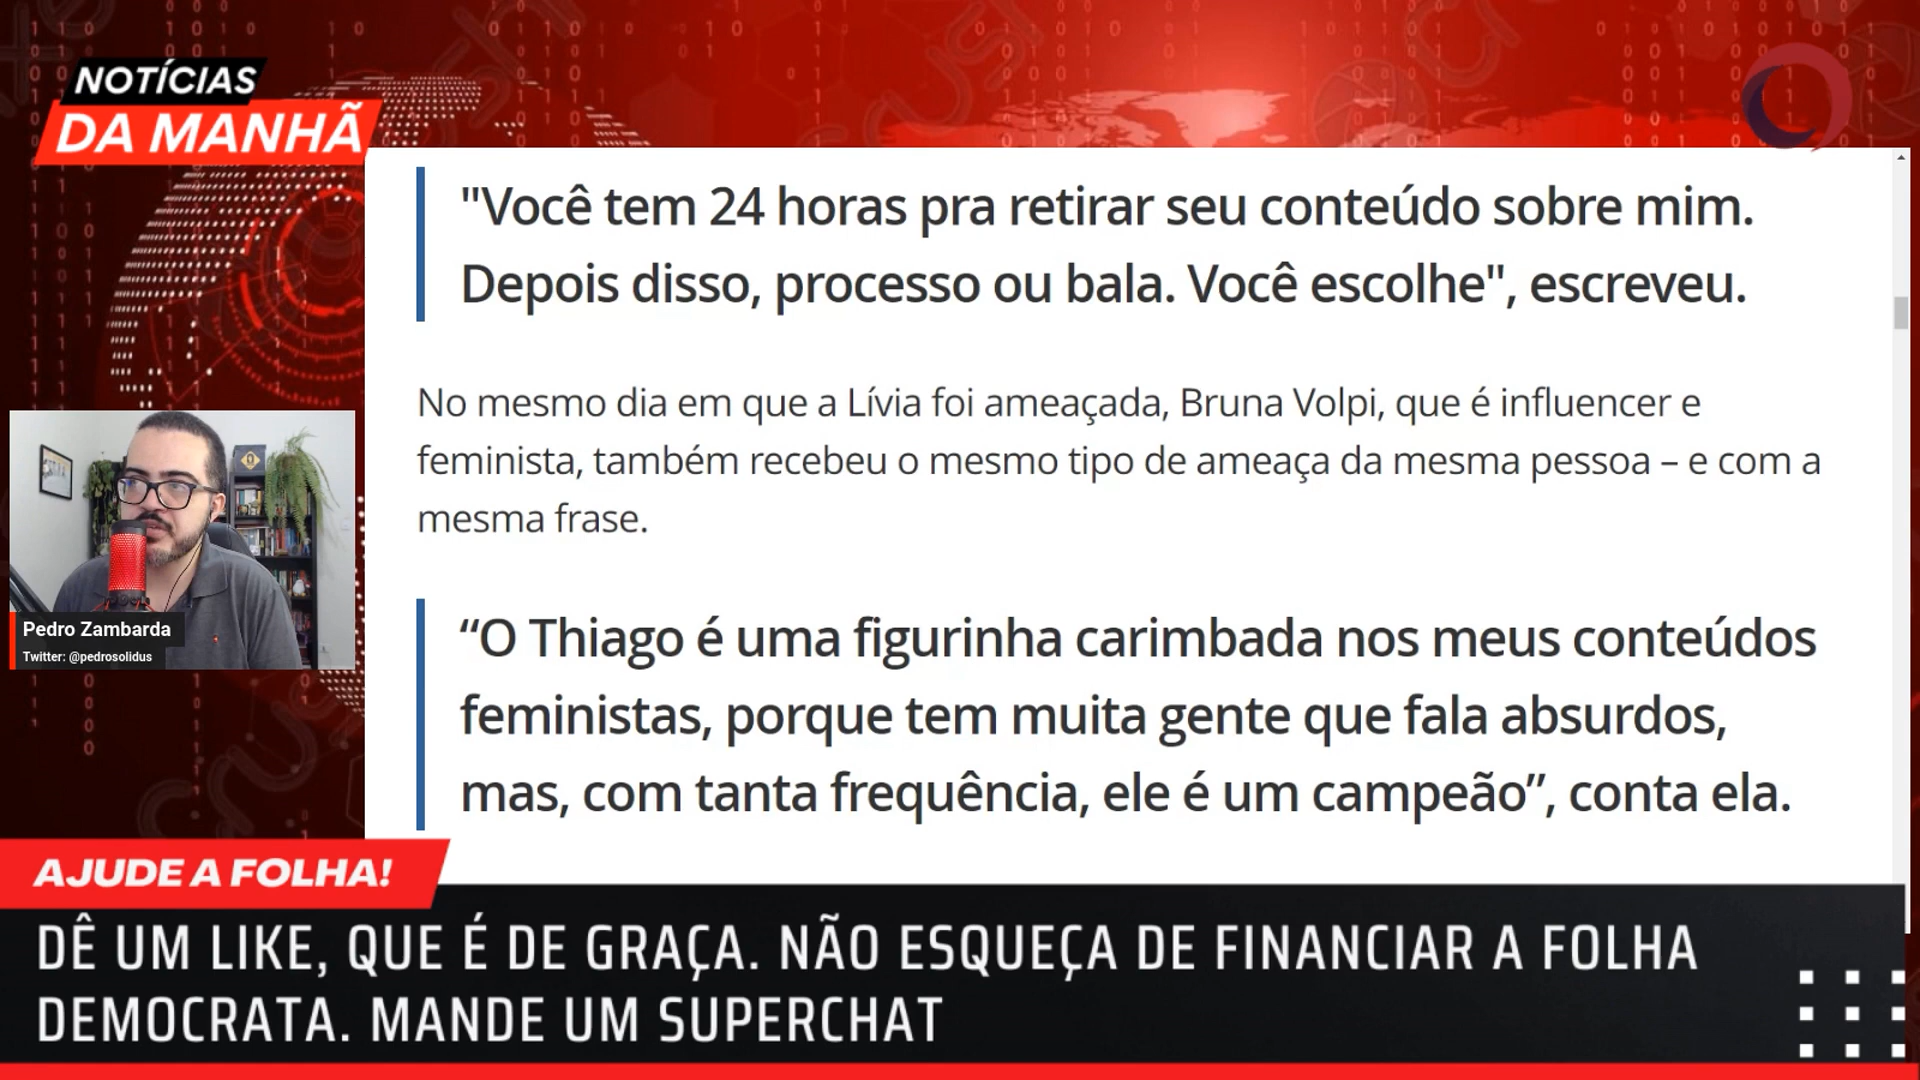 NOTÍCIAS
DA MANHÃ
"Você tem 24 horas pra retirar seu conteúdo sobre mim.
Depois disso, processo ou bala. Você escolhe", escreveu.
No mesmo dia em que a Lívia foi ameaçada, Bruna Volpi, que é influencer e
feminista, também recebeu o mesmo tipo de ameaça da mesma pessoa – e com a
mesma frase.
“O Thiago é uma figurinha carimbada nos meus conteúdos
feministas, porque tem muita gente que fala absurdos,
mas, com tanta frequência, ele é um campeão”, conta ela.
Pedro Zambarda
Twitter: @pedrosolidus
AJUDE A FOLHA!
DÊ UM LIKE, QUE É DE GRAÇA. NÃO ESQUEÇA DE FINANCIAR A FOLHA
DEMOCRATA. MANDE UM SUPERCHAT